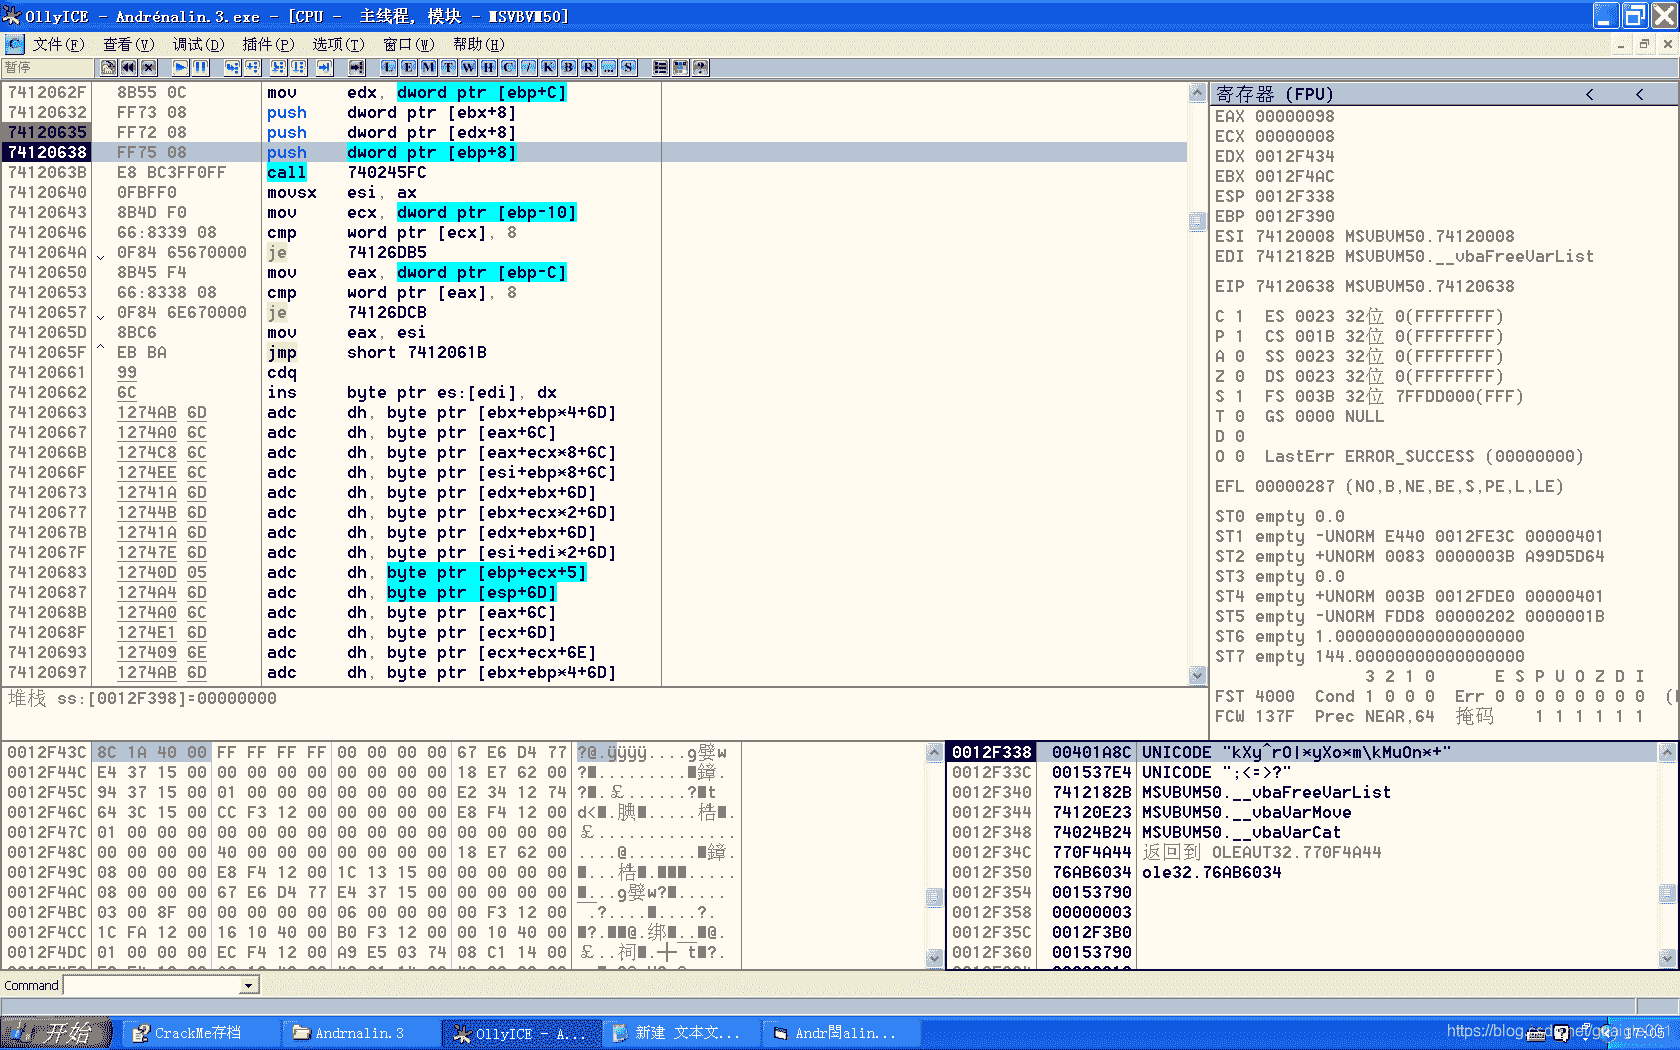 OllyICE - Andrénalin.3.exe - [CPU - 主线程, 模块 - MSVBVM50]
文件(F) 查看(V) 调试(D) 插件(P) 选项(T) 窗口(W) 帮助(H)
暂停 L E M T W H C / K B R ... S
7412062F 8B55 0C mov edx, dword ptr [ebp+C]
74120632 FF73 08 push dword ptr [ebx+8]
74120635 FF72 08 push dword ptr [edx+8]
74120638 FF75 08 push dword ptr [ebp+8]
7412063B E8 BC3FF0FF call 740245FC
74120640 0FBFF0 movsx esi, ax
74120643 8B4D F0 mov ecx, dword ptr [ebp-10]
74120646 66:8339 08 cmp word ptr [ecx], 8
7412064A 0F84 65670000 je 74126DB5
74120650 8B45 F4 mov eax, dword ptr [ebp-C]
74120653 66:8338 08 cmp word ptr [eax], 8
74120657 0F84 6E670000 je 74126DCB
7412065D 8BC6 mov eax, esi
7412065F EB BA jmp short 7412061B
74120661 99 cdq
74120662 6C ins byte ptr es:[edi], dx
74120663 1274AB 6D adc dh, byte ptr [ebx+ebp*4+6D]
74120667 1274A0 6C adc dh, byte ptr [eax+6C]
7412066B 1274C8 6C adc dh, byte ptr [eax+ecx*8+6C]
7412066F 1274EE 6C adc dh, byte ptr [esi+ebp*8+6C]
74120673 12741A 6D adc dh, byte ptr [edx+ebx+6D]
74120677 12744B 6D adc dh, byte ptr [ebx+ecx*2+6D]
7412067B 12741A 6D adc dh, byte ptr [edx+ebx+6D]
7412067F 12747E 6D adc dh, byte ptr [esi+edi*2+6D]
74120683 12740D 05 adc dh, byte ptr [ebp+ecx+5]
74120687 1274A4 6D adc dh, byte ptr [esp+6D]
7412068B 1274A0 6C adc dh, byte ptr [eax+6C]
7412068F 1274E1 6D adc dh, byte ptr [ecx+6D]
74120693 127409 6E adc dh, byte ptr [ecx+ecx+6E]
74120697 1274AB 6D adc dh, byte ptr [ebx+ebp*4+6D]
堆栈 ss:[0012F398]=00000000
寄存器 (FPU) < <
EAX 00000098
ECX 00000008
EDX 0012F434
EBX 0012F4AC
ESP 0012F338
EBP 0012F390
ESI 74120008 MSVBVM50.74120008
EDI 7412182B MSVBVM50.__vbaFreeVarList
EIP 74120638 MSVBVM50.74120638
C 1 ES 0023 32位 0(FFFFFFFF)
P 1 CS 001B 32位 0(FFFFFFFF)
A 0 SS 0023 32位 0(FFFFFFFF)
Z 0 DS 0023 32位 0(FFFFFFFF)
S 1 FS 003B 32位 7FFDD000(FFF)
T 0 GS 0000 NULL
D 0
O 0 LastErr ERROR_SUCCESS (00000000)
EFL 00000287 (NO,B,NE,BE,S,PE,L,LE)
ST0 empty 0.0
ST1 empty -UNORM E440 0012FE3C 00000401
ST2 empty +UNORM 0083 0000003B A99D5D64
ST3 empty 0.0
ST4 empty +UNORM 003B 0012FDE0 00000401
ST5 empty -UNORM FDD8 00000202 0000001B
ST6 empty 1.0000000000000000000
ST7 empty 144.00000000000000000
3 2 1 0 E S P U O Z D I
FST 4000 Cond 1 0 0 0 Err 0 0 0 0 0 0 0 0 (
FCW 137F Prec NEAR,64 掩码 1 1 1 1 1 1
0012F43C 8C 1A 40 00 FF FF FF FF 00 00 00 00 67 E6 D4 77 ?@.ÿÿÿÿ....g嬖w
0012F44C E4 37 15 00 00 00 00 00 00 00 00 00 18 E7 62 00
0012F45C 94 37 15 00 01 00 00 00 00 00 00 00 E2 34 12 74
0012F46C 64 3C 15 00 CC F3 12 00 00 00 00 00 E8 F4 12 00
0012F47C 01 00 00 00 00 00 00 00 00 00 00 00 00 00 00 00
0012F48C 00 00 00 00 40 00 00 00 00 00 00 00 18 E7 62 00
0012F49C 08 00 00 00 E8 F4 12 00 1C 13 15 00 00 00 00 00
0012F4AC 08 00 00 00 67 E6 D4 77 E4 37 15 00 00 00 00 00
0012F4BC 03 00 8F 00 00 00 00 00 06 00 00 00 00 F3 12 00
0012F4CC 1C FA 12 00 16 10 40 00 B0 F3 12 00 00 10 40 00
0012F4DC 01 00 00 00 EC F4 12 00 A9 E5 03 74 08 C1 14 00
0012F338 00401A8C UNICODE "kXy^rO|*yXo*m\kMuOn*+"
0012F33C 001537E4 UNICODE ";<=>?"
0012F340 7412182B MSVBVM50.__vbaFreeVarList
0012F344 74120E23 MSVBVM50.__vbaVarMove
0012F348 74024B24 MSVBVM50.__vbaVarCat
0012F34C 770F4A44 返回到 OLEAUT32.770F4A44
0012F350 76AB6034 ole32.76AB6034
0012F354 00153790
0012F358 00000003
0012F35C 0012F3B0
0012F360 00153790
Command
开始 CrackMe存档 Andrnalin.3 OllyICE - A... 新建 文本文... Andr閚alin... 17:05